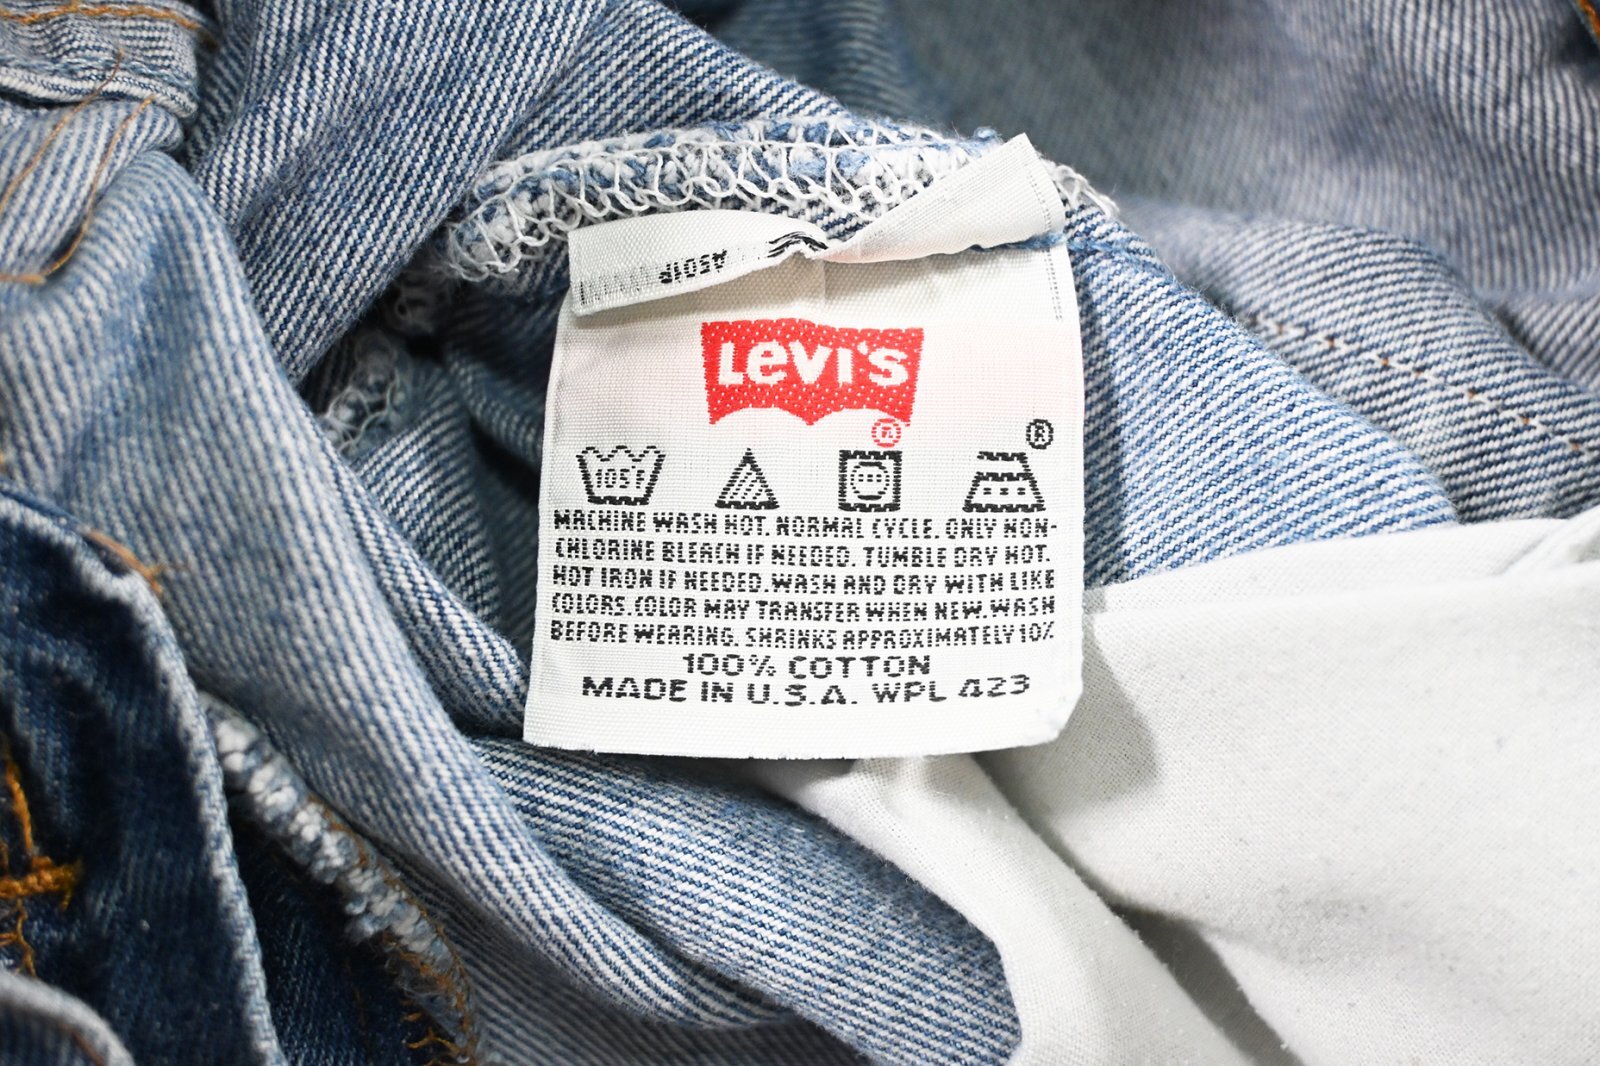 A501P
LEVI'S
®
®
105F
MACHINE WASH HOT. NORMAL CYCLE. ONLY NON-
CHLORINE BLEACH IF NEEDED. TUMBLE DRY HOT.
HOT IRON IF NEEDED. WASH AND DRY WITH LIKE
COLORS. COLOR MAY TRANSFER WHEN NEW. WASH
BEFORE WEARING. SHRINKS APPROXIMATELY 10%
100% COTTON
MADE IN U.S.A. WPL 423